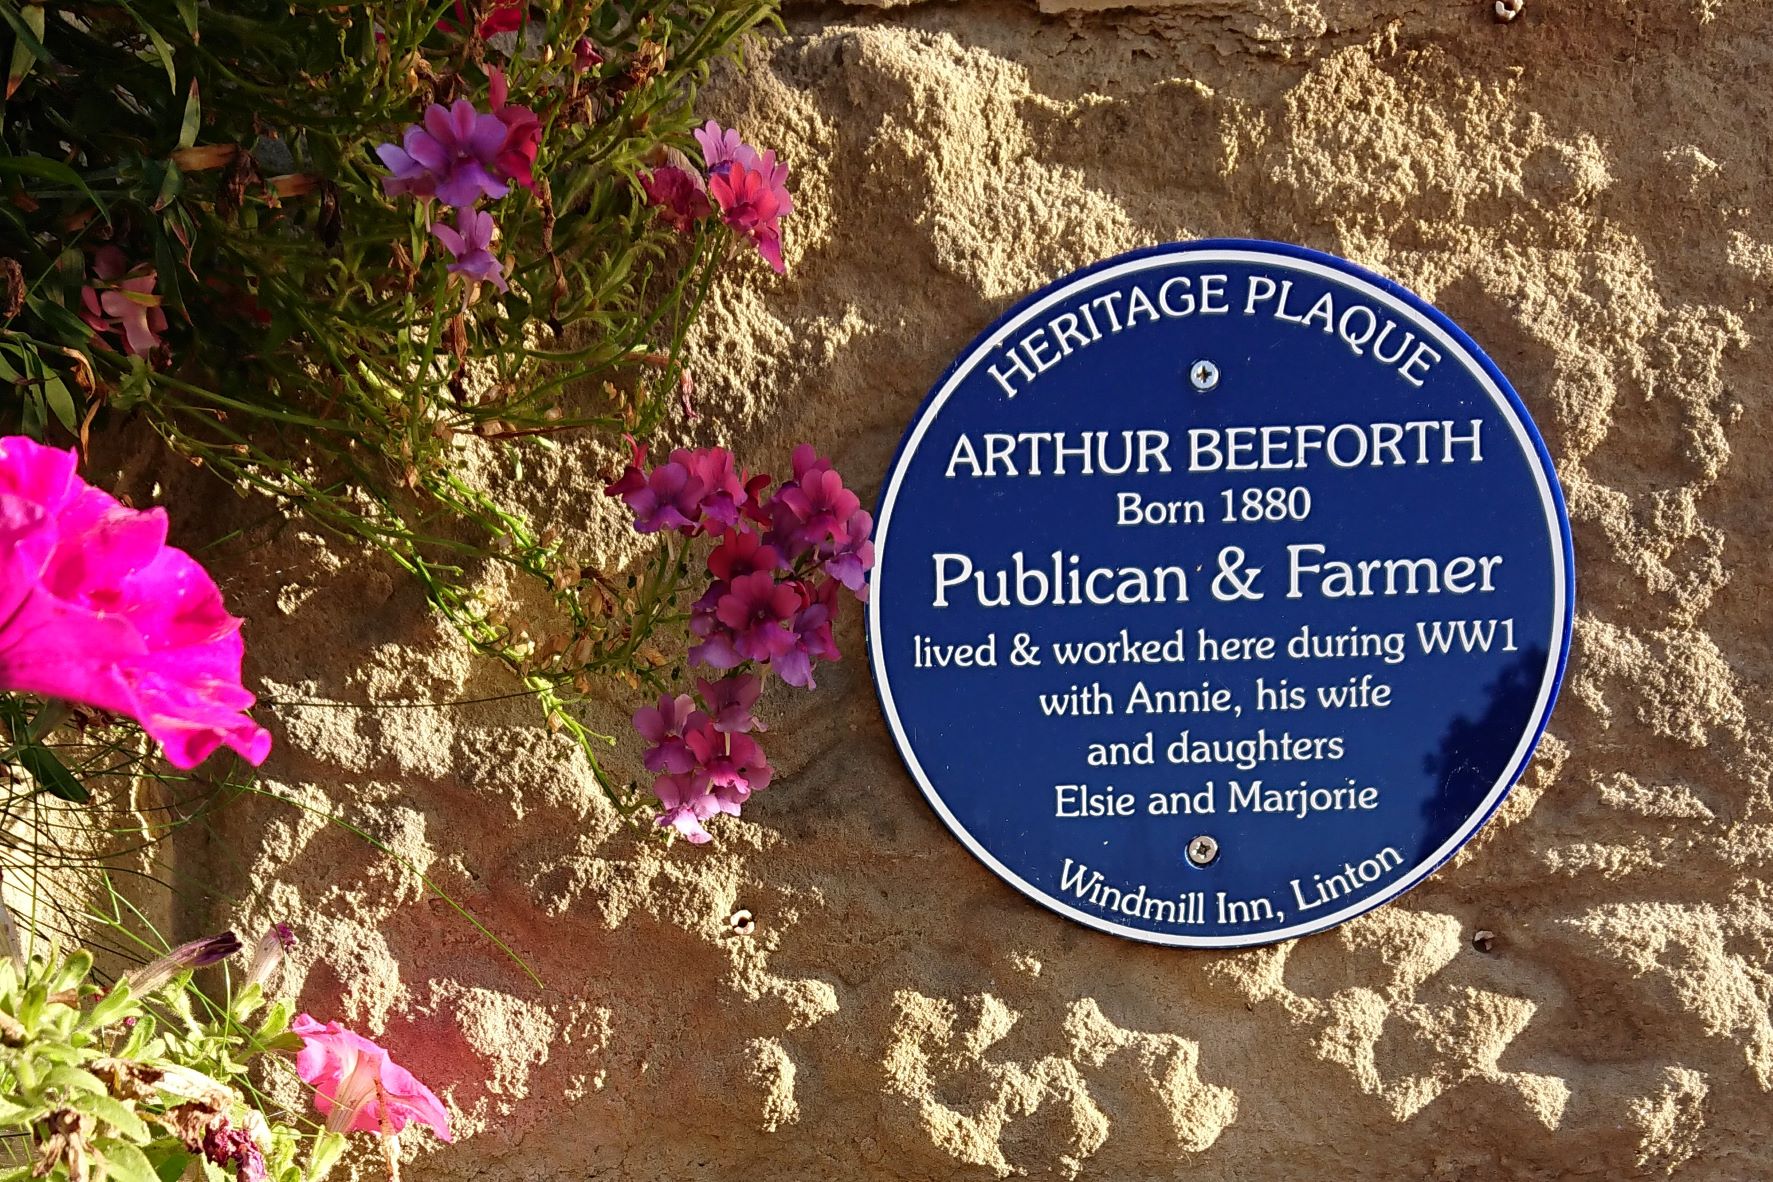 HERITAGE PLAQUE
ARTHUR BEEFORTH
Born 1880
Publican & Farmer
lived & worked here during WW1
with Annie, his wife
and daughters
Elsie and Marjorie
Windmill Inn, Linton